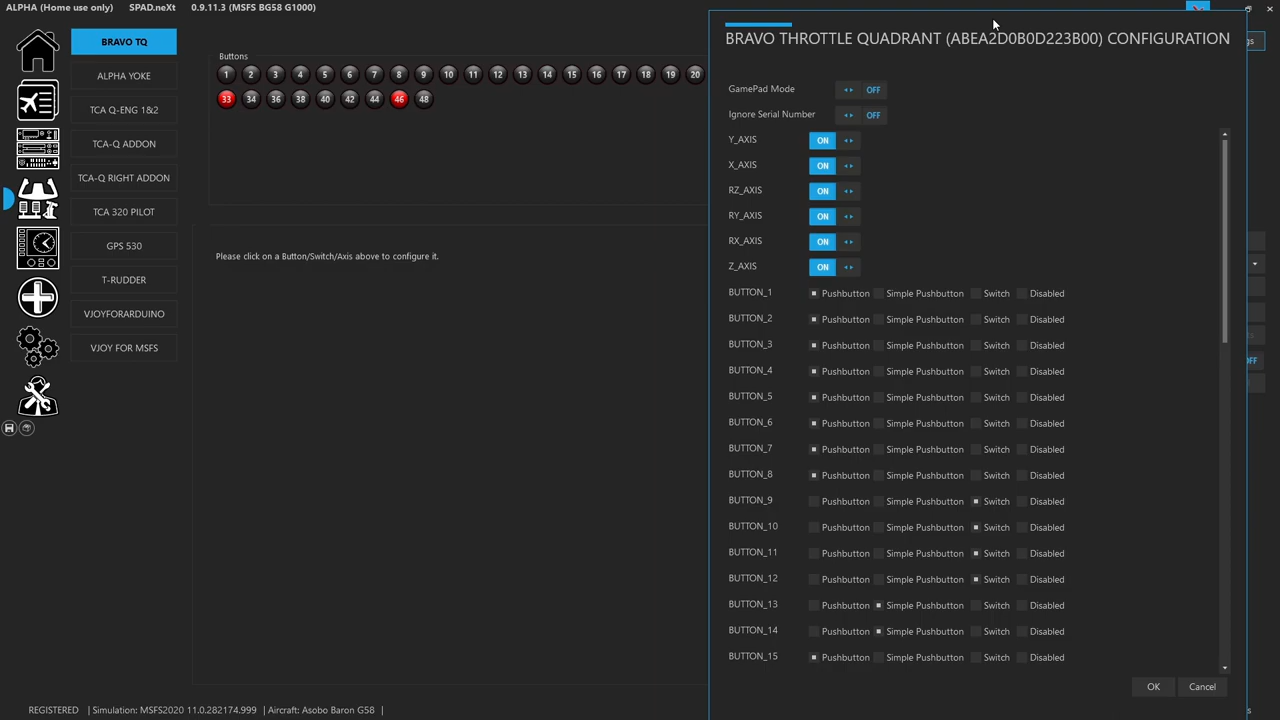 ALPHA (Home use only) SPAD.neXt 0.9.11.3 (MSFS BG58 G1000)
BRAVO TQ
ALPHA YOKE
TCA Q-ENG 1&2
TCA-Q ADDON
TCA-Q RIGHT ADDON
TCA 320 PILOT
GPS 530
T-RUDDER
VJOYFORARDUINO
VJOY FOR MSFS
Buttons
1 2 3 4 5 6 7 8 9 10 11 12 13 14 15 16 17 18 19 20
33 34 36 38 40 42 44 46 48
Please click on a Button/Switch/Axis above to configure it.
BRAVO THROTTLE QUADRANT (ABEA2D0B0D223B00) CONFIGURATION
GamePad Mode OFF
Ignore Serial Number OFF
Y_AXIS ON
X_AXIS ON
RZ_AXIS ON
RY_AXIS ON
RX_AXIS ON
Z_AXIS ON
BUTTON_1 Pushbutton Simple Pushbutton Switch Disabled
BUTTON_2 Pushbutton Simple Pushbutton Switch Disabled
BUTTON_3 Pushbutton Simple Pushbutton Switch Disabled
BUTTON_4 Pushbutton Simple Pushbutton Switch Disabled
BUTTON_5 Pushbutton Simple Pushbutton Switch Disabled
BUTTON_6 Pushbutton Simple Pushbutton Switch Disabled
BUTTON_7 Pushbutton Simple Pushbutton Switch Disabled
BUTTON_8 Pushbutton Simple Pushbutton Switch Disabled
BUTTON_9 Pushbutton Simple Pushbutton Switch Disabled
BUTTON_10 Pushbutton Simple Pushbutton Switch Disabled
BUTTON_11 Pushbutton Simple Pushbutton Switch Disabled
BUTTON_12 Pushbutton Simple Pushbutton Switch Disabled
BUTTON_13 Pushbutton Simple Pushbutton Switch Disabled
BUTTON_14 Pushbutton Simple Pushbutton Switch Disabled
BUTTON_15 Pushbutton Simple Pushbutton Switch Disabled
OK Cancel
REGISTERED | Simulation: MSFS2020 11.0.282174.999 | Aircraft: Asobo Baron G58 |